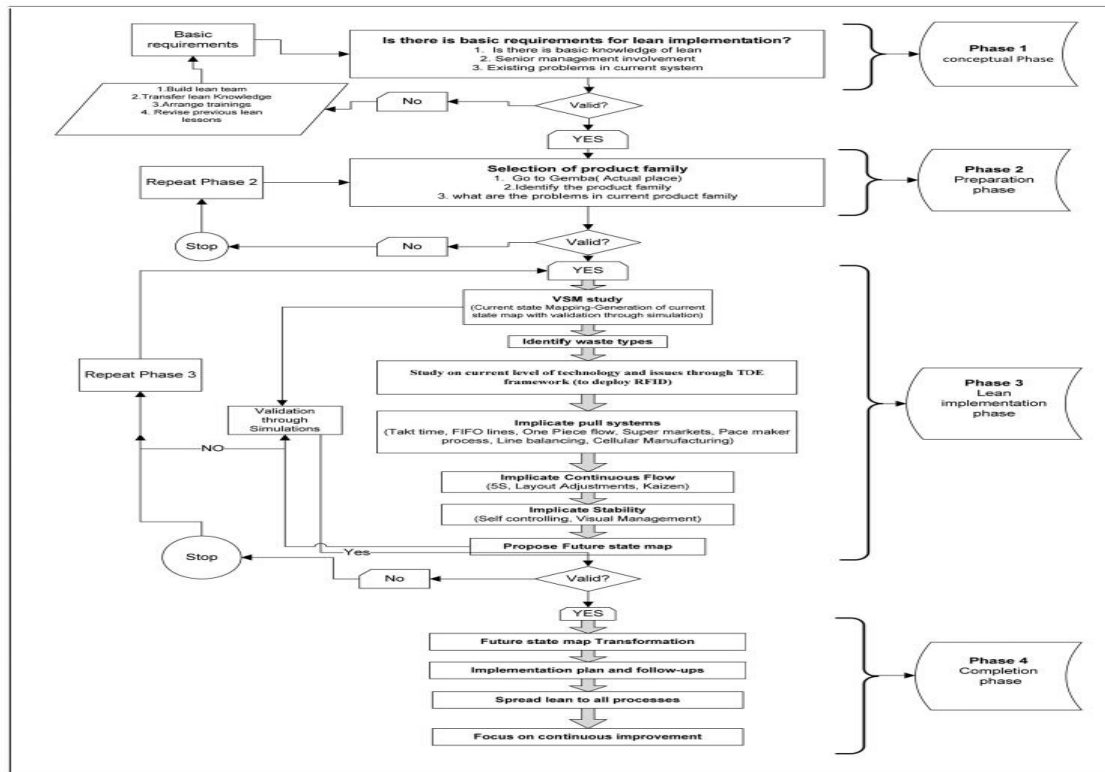 Basic
requirements
Is there is basic requirements for lean implementation?
1. Is there is basic knowledge of lean
2. Senior management involvement
3. Existing problems in current system
Phase 1
conceptual Phase
1.Build lean team
2.Transfer lean Knowledge
3.Arrange trainings
4. Revise previous lean
lessons
No
Valid?
YES
Repeat Phase 2
Selection of product family
1. Go to Gemba( Actual place)
2.Identify the product family
3. what are the problems in current product family
Phase 2
Preparation
phase
Stop
No
Valid?
YES
VSM study
(Current state Mapping-Generation of current
state map with validation through simulation)
Identify waste types
Repeat Phase 3
Study on current level of technology and issues through TOE
framework (to deploy RFID)
Phase 3
Lean
implementation
phase
Validation
through
Simulations
Implicate pull systems
(Takt time, FIFO lines, One Piece flow, Super markets, Pace maker
process, Line balancing, Cellular Manufacturing)
NO
Implicate Continuous Flow
(5S, Layout Adjustments, Kaizen)
Implicate Stability
(Self controlling, Visual Management)
Stop
Yes
Propose Future state map
No
Valid?
YES
Future state map Transformation
Implementation plan and follow-ups
Spread lean to all processes
Focus on continuous improvement
Phase 4
Completion
phase